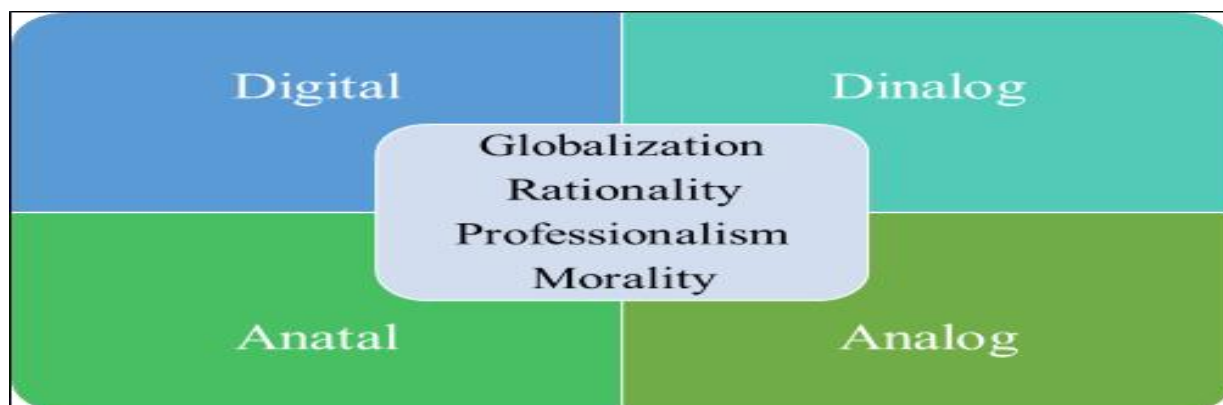 Digital
Dinalog
Globalization
Rationality
Professionalism
Morality
Anatal
Analog